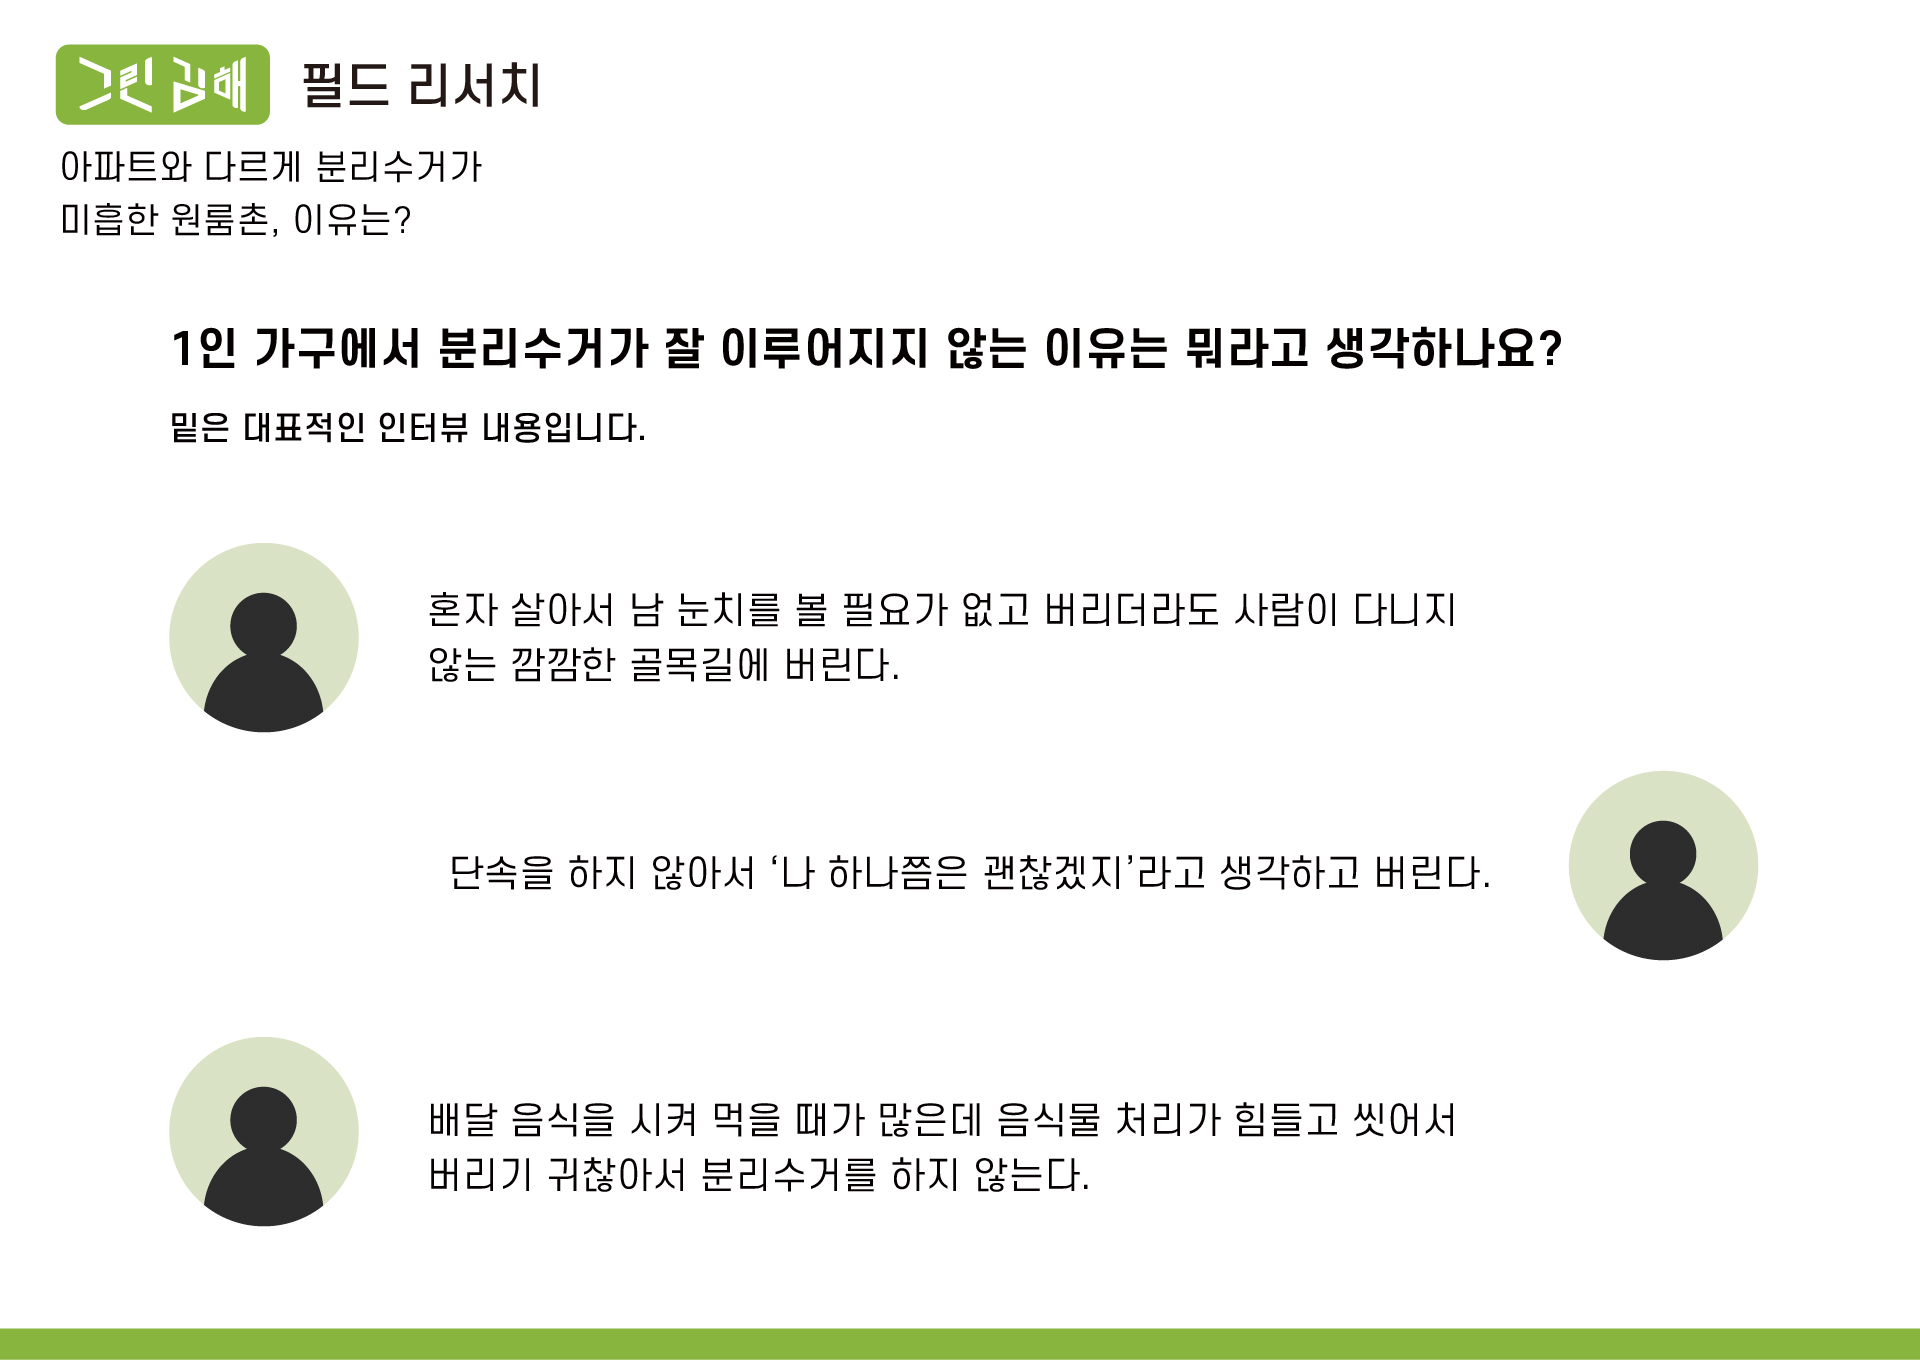 그린 김해
필드 리서치
아파트와 다르게 분리수거가
미흡한 원룸촌, 이유는?
1인 가구에서 분리수거가 잘 이루어지지 않는 이유는 뭐라고 생각하나요?
밑은 대표적인 인터뷰 내용입니다.
혼자 살아서 남 눈치를 볼 필요가 없고 버리더라도 사람이 다니지
않는 깜깜한 골목길에 버린다.
단속을 하지 않아서 ‘나 하나쯤은 괜찮겠지’라고 생각하고 버린다.
배달 음식을 시켜 먹을 때가 많은데 음식물 처리가 힘들고 씻어서
버리기 귀찮아서 분리수거를 하지 않는다.